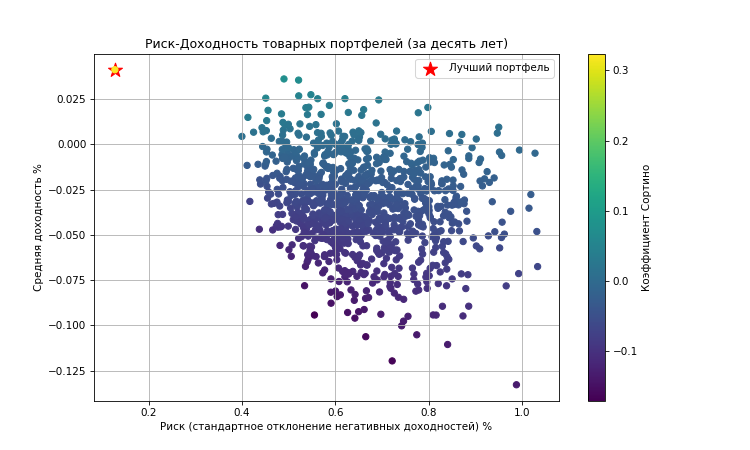 Риск-Доходность товарных портфелей (за десять лет)
Лучший портфель
Средняя доходность %
0.025
0.000
−0.025
−0.050
−0.075
−0.100
−0.125
0.2 0.4 0.6 0.8 1.0
Риск (стандартное отклонение негативных доходностей) %
0.3
0.2
0.1
0.0
−0.1
Коэффициент Сортино